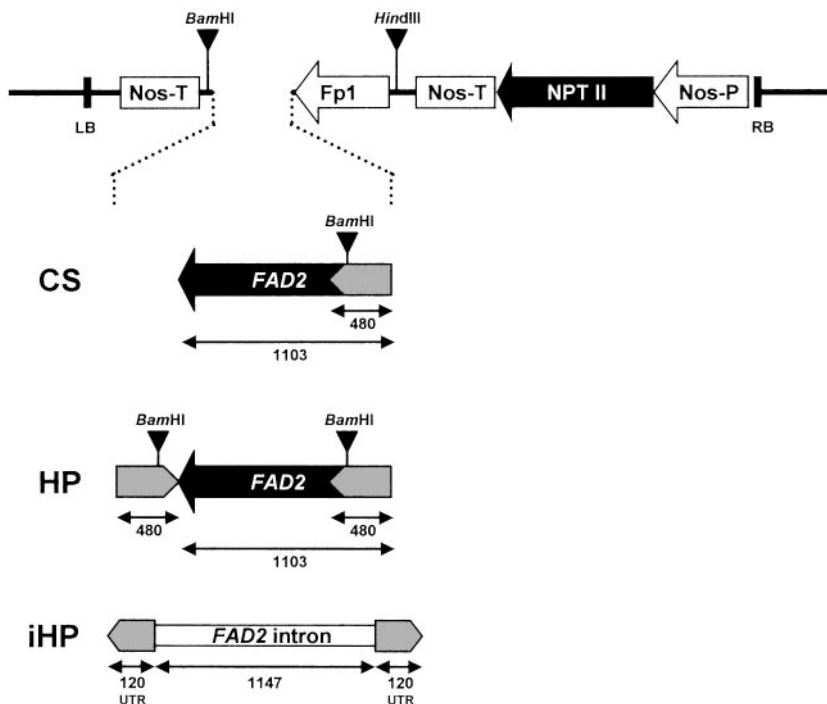 BamHI HindIII
Nos-T Fp1 Nos-T NPT II Nos-P
LB RB
BamHI
CS FAD2
480
1103
BamHI BamHI
HP FAD2
480 480
1103
iHP FAD2 intron
120 1147 120
UTR UTR